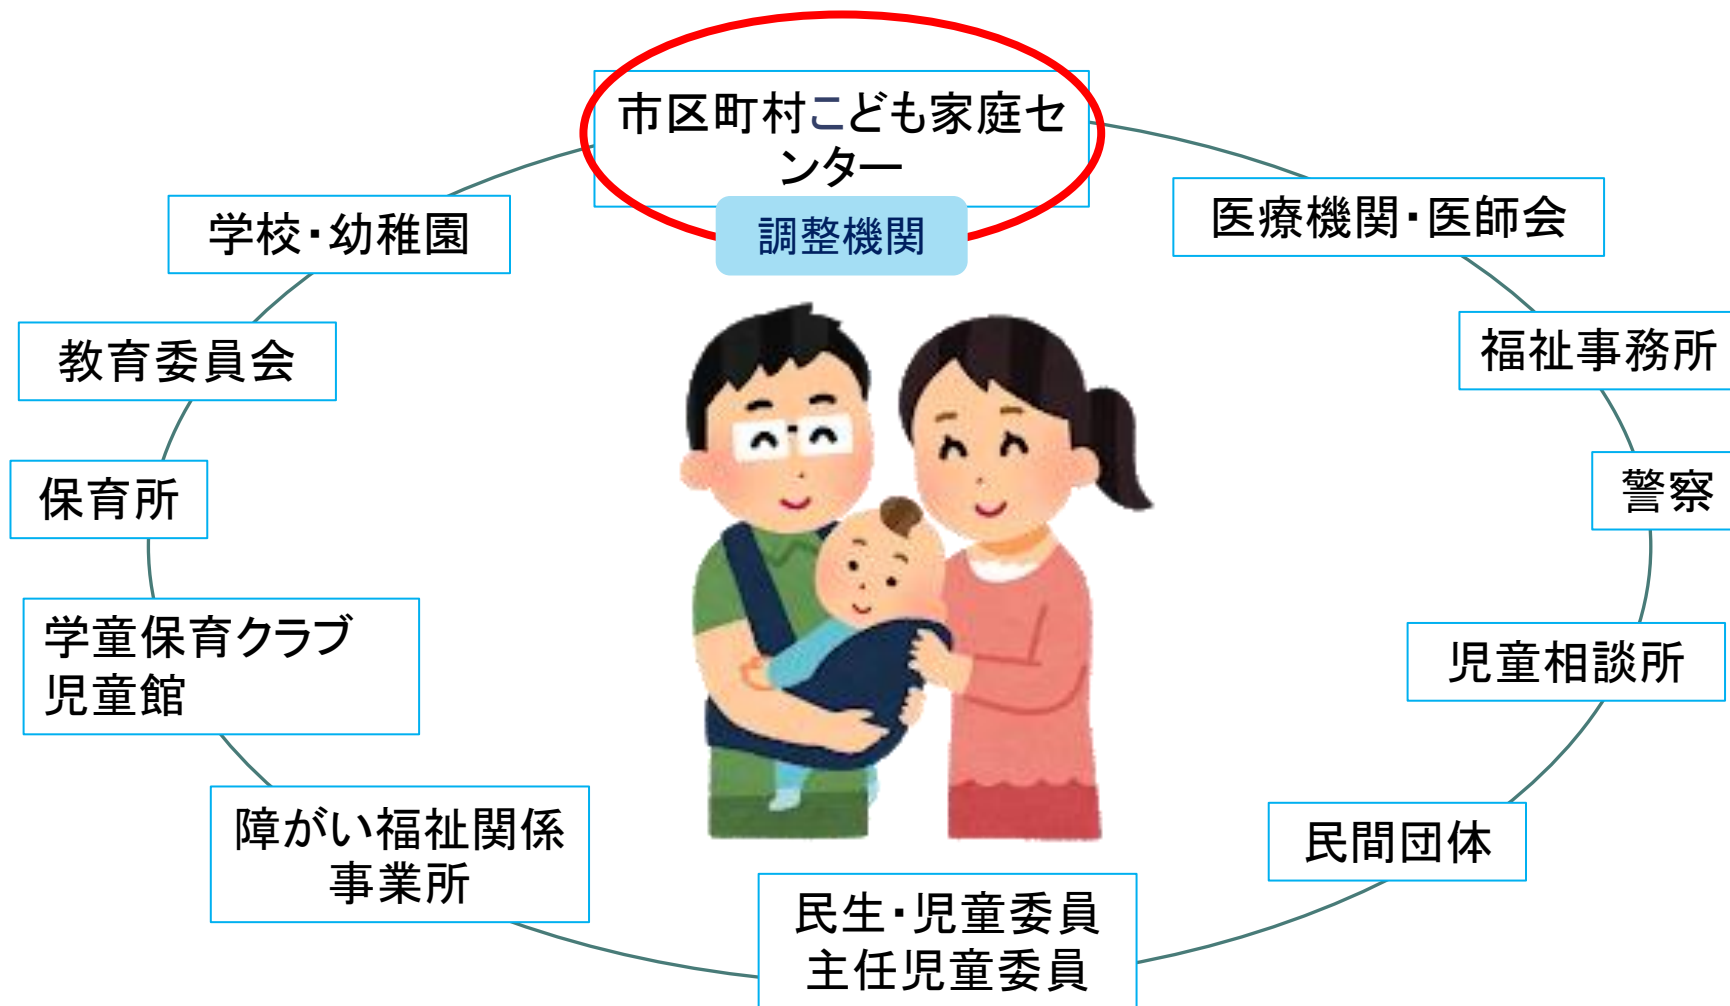 市区町村こども家庭セ
ンター
調整機関
医療機関・医師会
福祉事務所
警察
児童相談所
民間団体
民生・児童委員
主任児童委員
障がい福祉関係
事業所
学童保育クラブ
児童館
保育所
教育委員会
学校・幼稚園